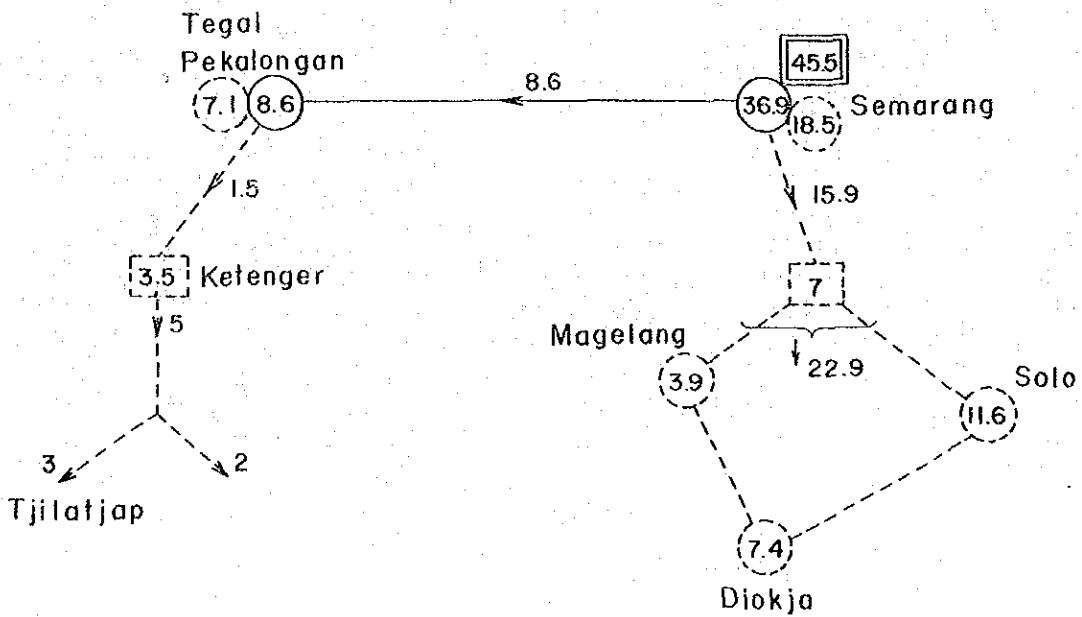 Tegal
Pekalongan
7.1
8.6
8.6
45.5
36.9
18.5
Semarang
1.5
15.9
3.5
Ketenger
7
5
Magelang
22.9
3.9
Solo
11.6
3
2
Tjilatjap
7.4
Diokja